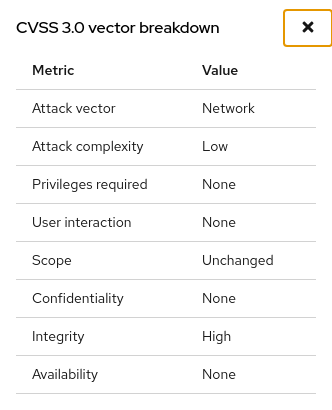 CVSS 3.0 vector breakdown
Metric Value
Attack vector Network
Attack complexity Low
Privileges required None
User interaction None
Scope Unchanged
Confidentiality None
Integrity High
Availability None